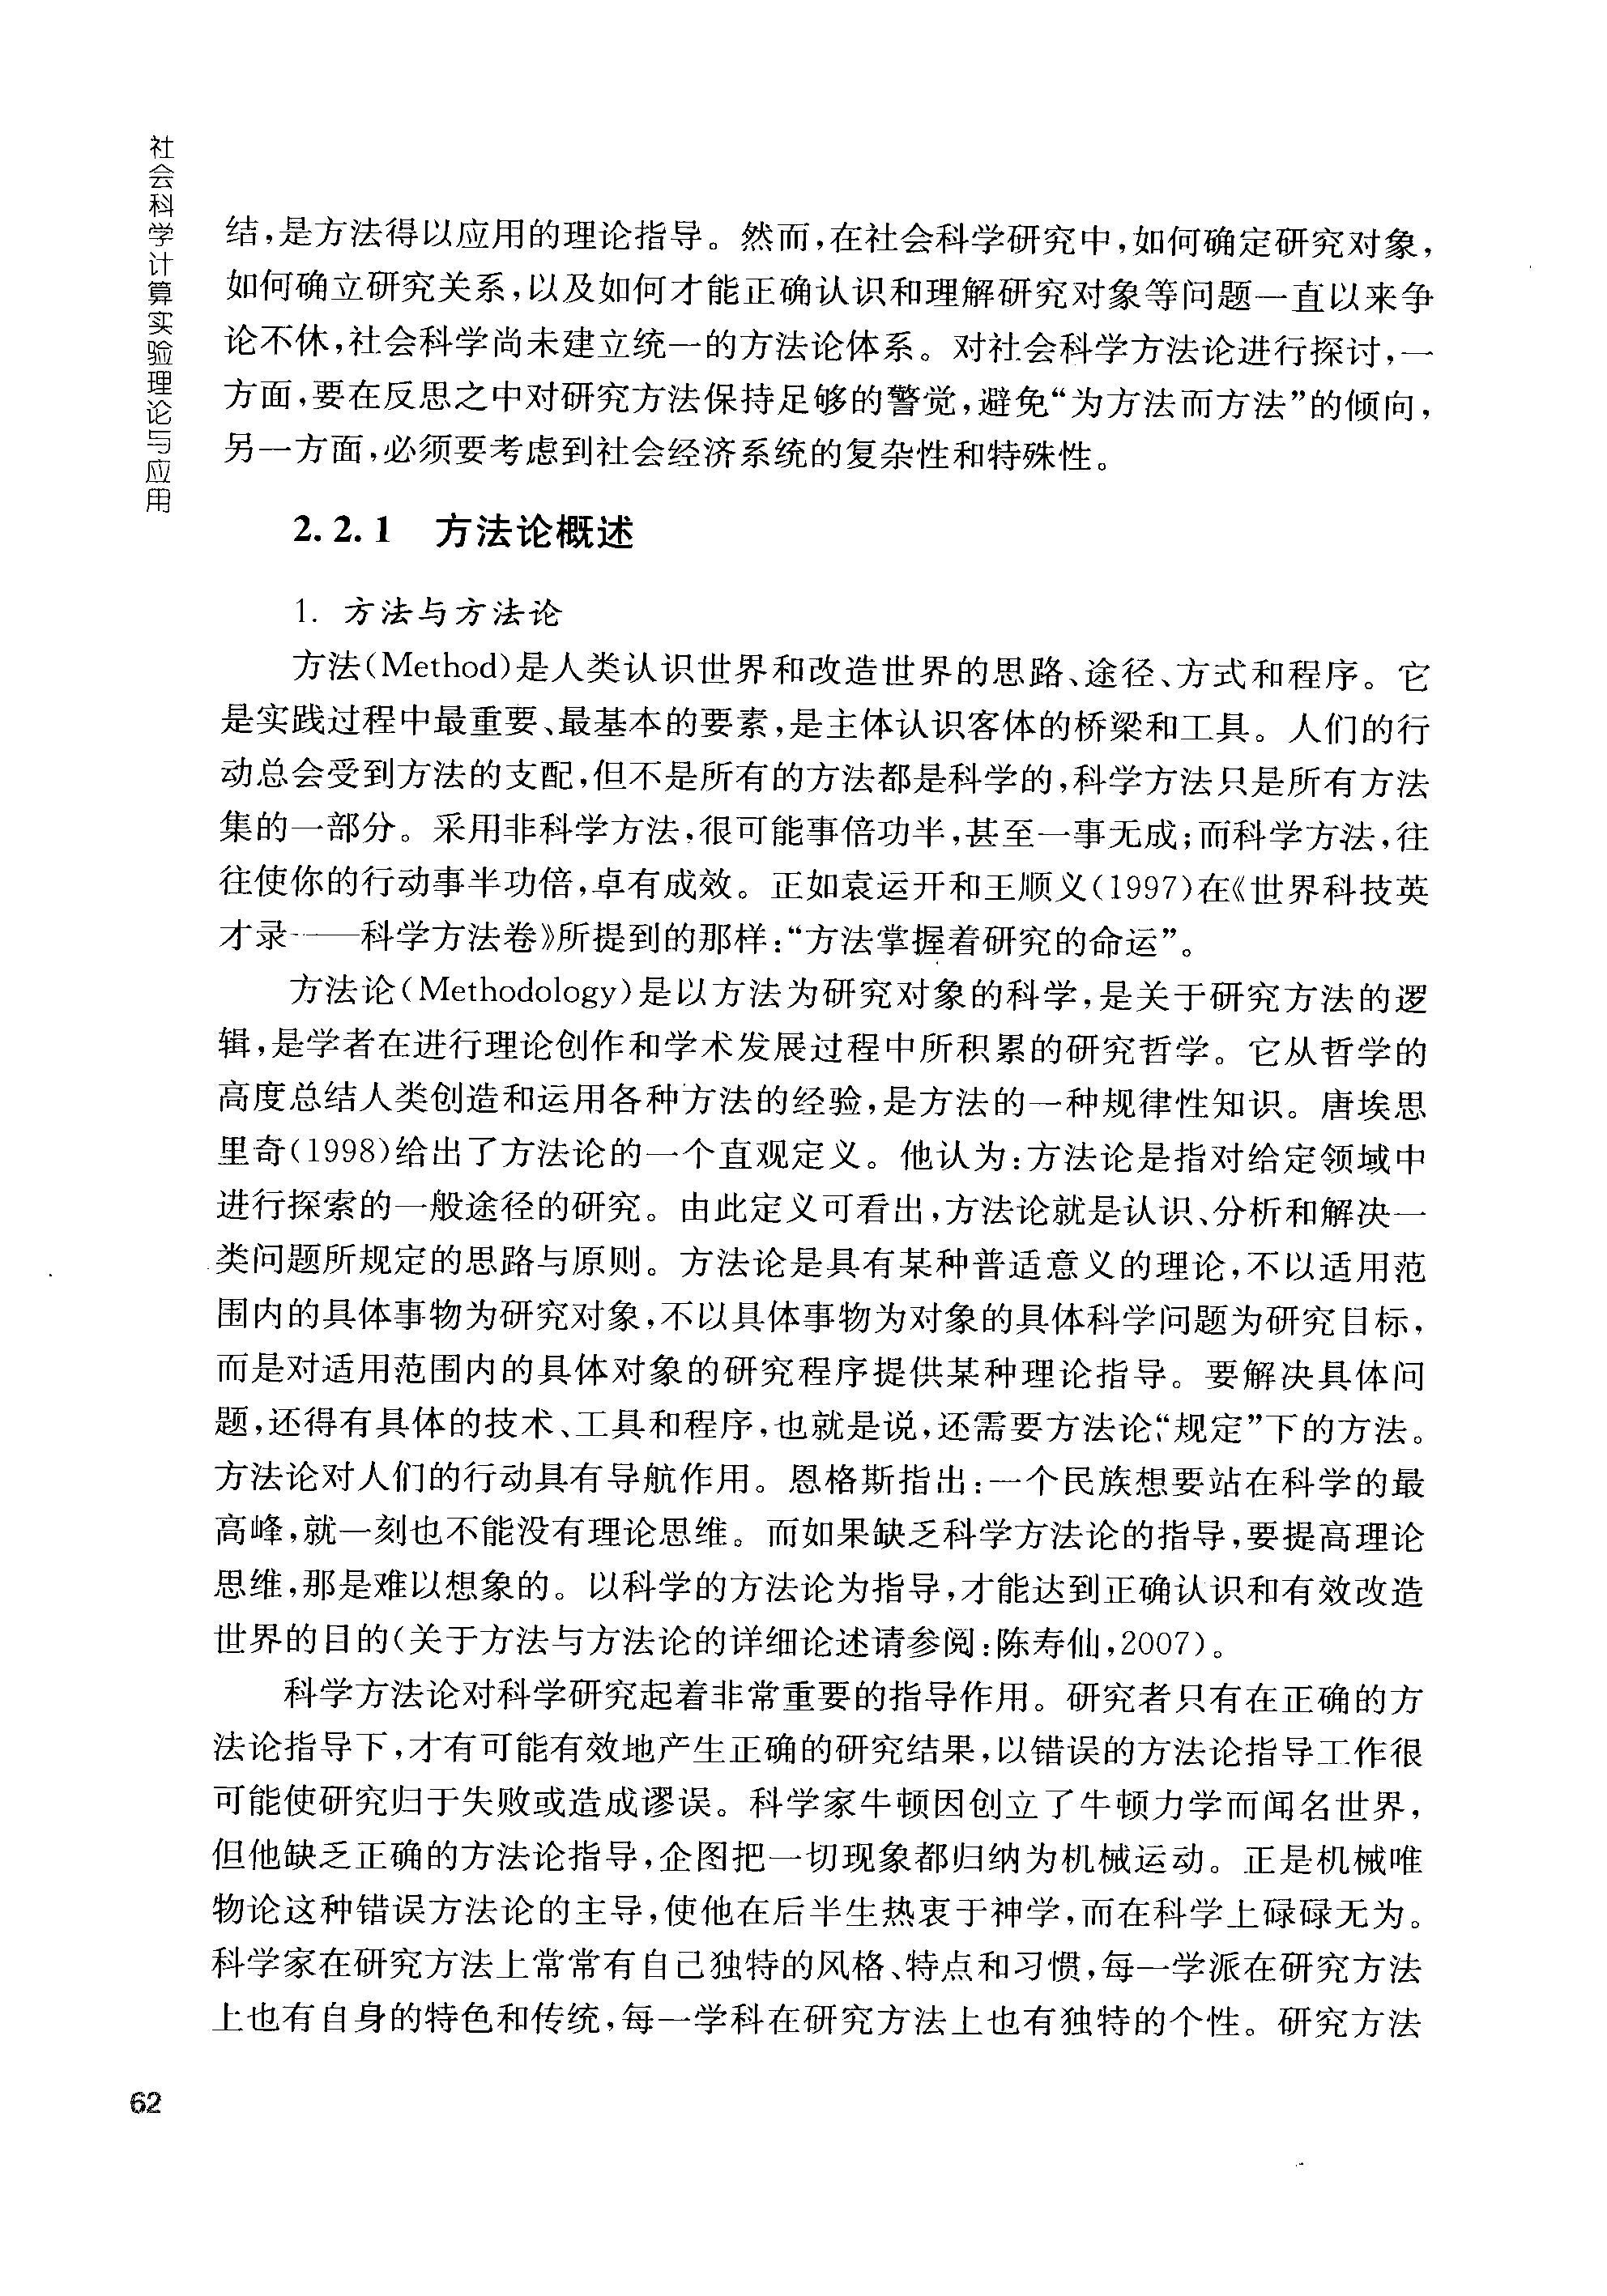 社会科学计算实验理论与应用
结,是方法得以应用的理论指导。然而,在社会科学研究中,如何确定研究对象,
如何确立研究关系,以及如何才能正确认识和理解研究对象等问题一直以来争
论不休,社会科学尚未建立统一的方法论体系。对社会科学方法论进行探讨,一
方面,要在反思之中对研究方法保持足够的警觉,避免“为方法而方法”的倾向,
另一方面,必须要考虑到社会经济系统的复杂性和特殊性。
2.2.1 方法论概述
1. 方法与方法论
方法(Method)是人类认识世界和改造世界的思路、途径、方式和程序。它
是实践过程中最重要、最基本的要素,是主体认识客体的桥梁和工具。人们的行
动总会受到方法的支配,但不是所有的方法都是科学的,科学方法只是所有方法
集的一部分。采用非科学方法,很可能事倍功半,甚至一事无成;而科学方法,往
往使你的行动事半功倍,卓有成效。正如袁运开和王顺义(1997)在《世界科技英
才录——科学方法卷》所提到的那样:“方法掌握着研究的命运”。
方法论(Methodology)是以方法为研究对象的科学,是关于研究方法的逻
辑,是学者在进行理论创作和学术发展过程中所积累的研究哲学。它从哲学的
高度总结人类创造和运用各种方法的经验,是方法的一种规律性知识。唐埃思
里奇(1998)给出了方法论的一个直观定义。他认为:方法论是指对给定领域中
进行探索的一般途径的研究。由此定义可看出,方法论就是认识、分析和解决一
类问题所规定的思路与原则。方法论是具有某种普适意义的理论,不以适用范
围内的具体事物为研究对象,不以具体事物为对象的具体科学问题为研究目标,
而是对适用范围内的具体对象的研究程序提供某种理论指导。要解决具体问
题,还得有具体的技术、工具和程序,也就是说,还需要方法论“规定”下的方法。
方法论对人们的行动具有导航作用。恩格斯指出:一个民族想要站在科学的最
高峰,就一刻也不能没有理论思维。而如果缺乏科学方法论的指导,要提高理论
思维,那是难以想象的。以科学的方法论为指导,才能达到正确认识和有效改造
世界的目的(关于方法与方法论的详细论述请参阅:陈寿仙,2007)。
科学方法论对科学研究起着非常重要的指导作用。研究者只有在正确的方
法论指导下,才有可能有效地产生正确的研究结果,以错误的方法论指导工作很
可能使研究归于失败或造成谬误。科学家牛顿因创立了牛顿力学而闻名世界,
但他缺乏正确的方法论指导,企图把一切现象都归纳为机械运动。正是机械唯
物论这种错误方法论的主导,使他在后半生热衷于神学,而在科学上碌碌无为。
科学家在研究方法上常常有自己独特的风格、特点和习惯,每一学派在研究方法
上也有自身的特色和传统,每一学科在研究方法上也有独特的个性。研究方法
62